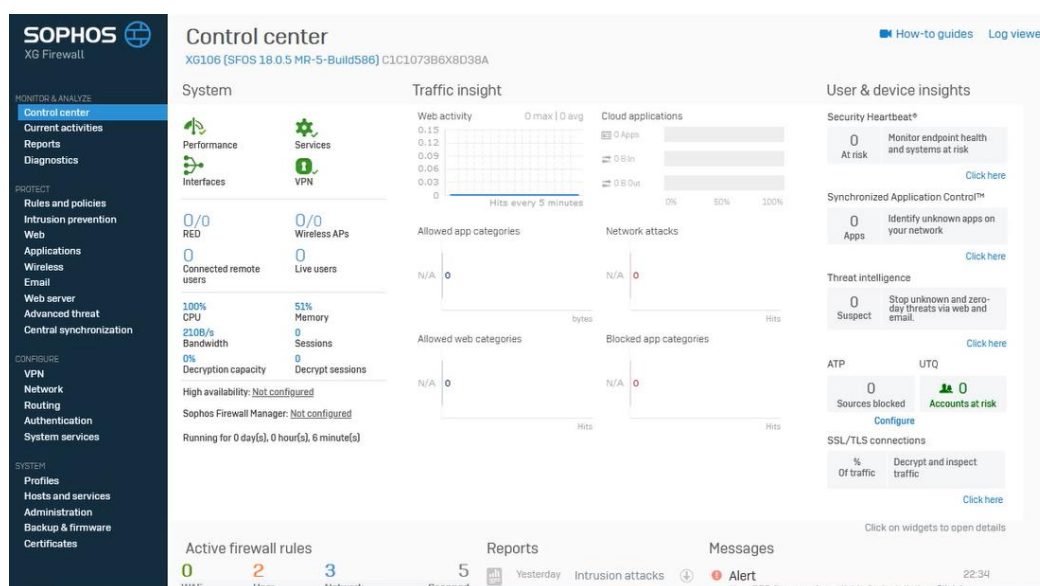 SOPHOS
XG Firewall
MONITOR & ANALYZE
Control center
Current activities
Reports
Diagnostics
PROTECT
Rules and policies
Intrusion prevention
Web
Applications
Wireless
Email
Web server
Advanced threat
Central synchronization
CONFIGURE
VPN
Network
Routing
Authentication
System services
SYSTEM
Profiles
Hosts and services
Administration
Backup & firmware
Certificates
Control center
How-to guides Log viewe
XG106 (SFOS 18.0.5 MR-5-Build586) C1C1073B6X8D38A
System
Performance Services
Interfaces VPN
0/0 0/0
RED Wireless APs
0 0
Connected remote users Live users
100% 51%
CPU Memory
210B/s 0
Bandwidth Sessions
0% 0
Decryption capacity Decrypt sessions
High availability: Not configured
Sophos Firewall Manager: Not configured
Running for 0 day(s), 0 hour(s), 6 minute(s)
Traffic insight
Web activity 0 max | 0 avg
0.15
0.12
0.09
0.06
0.03
0
Hits every 5 minutes
Cloud applications
0 Apps
0 B In
0 B Out
0% 50% 100%
Allowed app categories
N/A 0
bytes
Network attacks
N/A 0
Hits
Allowed web categories
N/A 0
Hits
Blocked app categories
N/A 0
Hits
User & device insights
Security Heartbeat®
0
At risk
Monitor endpoint health
and systems at risk
Click here
Synchronized Application Control™
0
Apps
Identify unknown apps on
your network
Click here
Threat intelligence
0
Suspect
Stop unknown and zero-
day threats via web and
email.
Click here
ATP UTQ
0 0
Sources blocked Accounts at risk
Configure
SSL/TLS connections
%
Of traffic
Decrypt and inspect
traffic
Click here
Click on widgets to open details
Active firewall rules
0 2 3 5
Reports
Yesterday Intrusion attacks
Messages
Alert 22:34